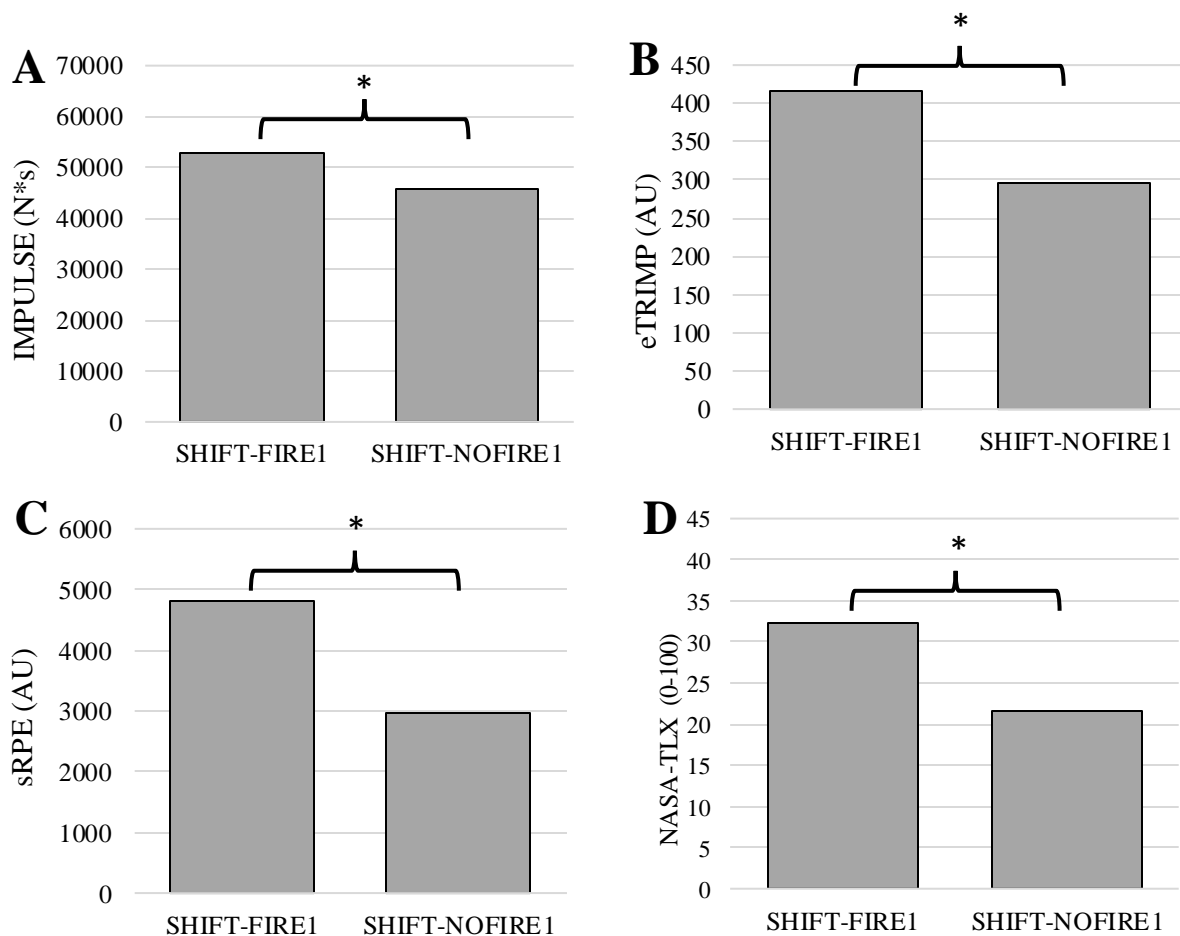 A
IMPULSE (N*s)
70000
60000
50000
40000
30000
20000
10000
0
*
SHIFT-FIRE1
SHIFT-NOFIRE1
B
eTRIMP (AU)
450
400
350
300
250
200
150
100
50
0
*
SHIFT-FIRE1
SHIFT-NOFIRE1
C
sRPE (AU)
6000
5000
4000
3000
2000
1000
0
*
SHIFT-FIRE1
SHIFT-NOFIRE1
D
NASA-TLX (0-100)
45
40
35
30
25
20
15
10
5
0
*
SHIFT-FIRE1
SHIFT-NOFIRE1